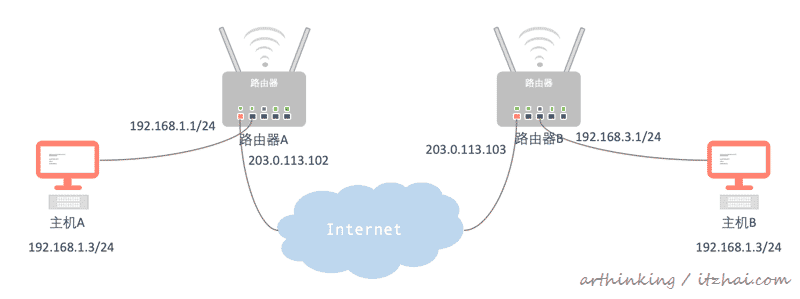 路由器
路由器
192.168.1.1/24
路由器A
203.0.113.102
203.0.113.103
路由器B
192.168.3.1/24
Internet
主机A
192.168.1.3/24
主机B
192.168.1.3/24
arthinking / itzhai.com